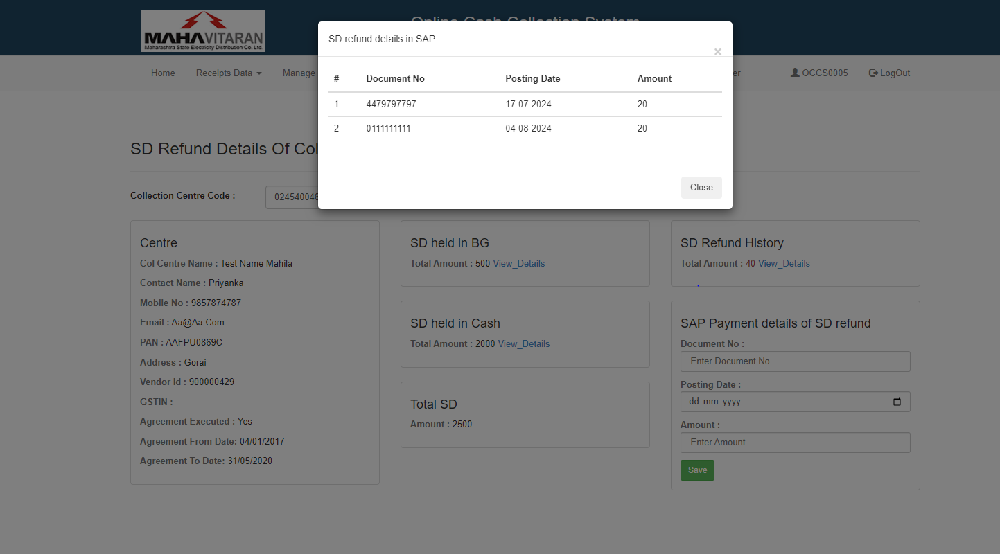 MAHAVITARAN
Maharashtra State Electricity Distribution Co. Ltd.
Online Cash Collection System
Home Receipts Data Manage er OCCS0005 LogOut
SD refund details in SAP
×
# Document No Posting Date Amount
1 4479797797 17-07-2024 20
2 0111111111 04-08-2024 20
Close
SD Refund Details Of Col
Collection Centre Code : 024540046
Centre
Col Centre Name : Test Name Mahila
Contact Name : Priyanka
Mobile No : 9857874787
Email : Aa@Aa.Com
PAN : AAFPU0869C
Address : Gorai
Vendor Id : 900000429
GSTIN :
Agreement Executed : Yes
Agreement From Date: 04/01/2017
Agreement To Date: 31/05/2020
SD held in BG
Total Amount : 500 View_Details
SD held in Cash
Total Amount : 2000 View_Details
Total SD
Amount : 2500
SD Refund History
Total Amount : 40 View_Details
SAP Payment details of SD refund
Document No :
Enter Document No
Posting Date :
dd-mm-yyyy
Amount :
Enter Amount
Save